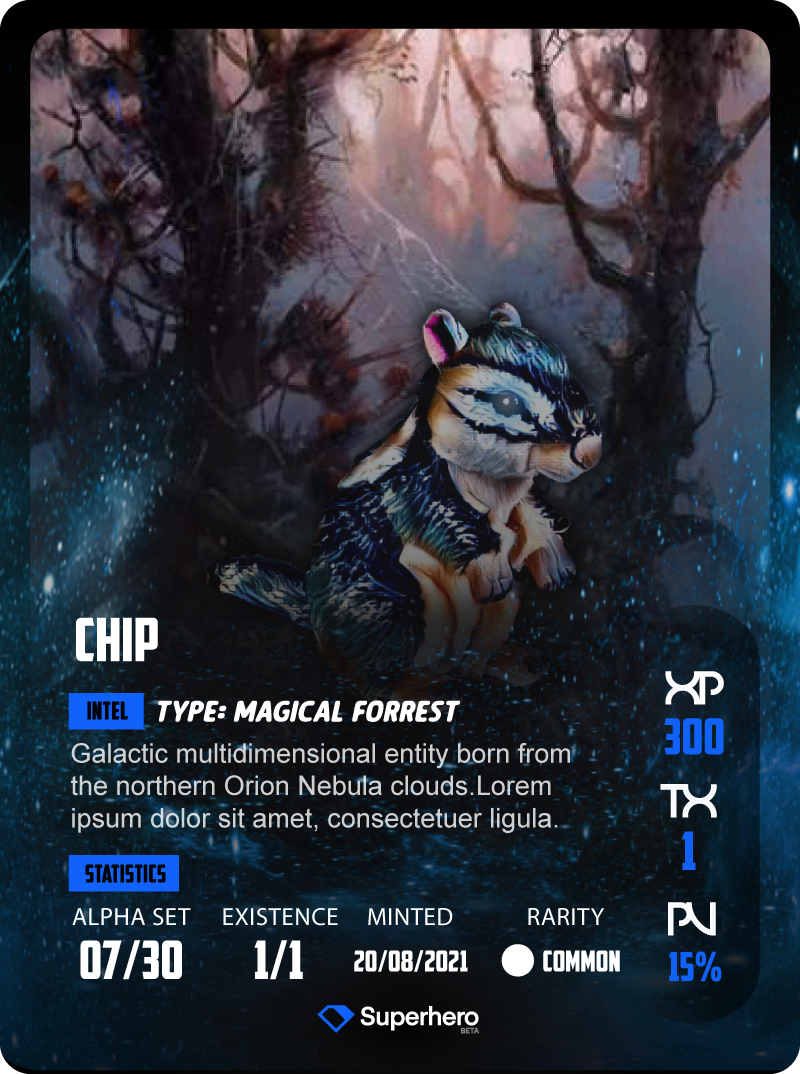 CHIP
INTEL TYPE: MAGICAL FORREST
Galactic multidimensional entity born from
the northern Orion Nebula clouds.Lorem
ipsum dolor sit amet, consectetuer ligula.
STATISTICS
ALPHA SET EXISTENCE MINTED RARITY
07/30 1/1 20/08/2021 COMMON
XP
300
TX
1
PV
15%
Superhero
BETA